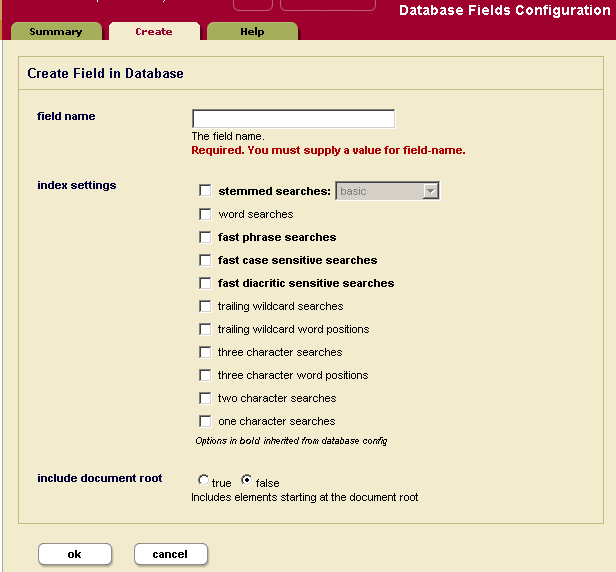 Database Fields Configuration
Summary Create Help
Create Field in Database
field name
The field name.
Required. You must supply a value for field-name.
index settings
stemmed searches: basic
word searches
fast phrase searches
fast case sensitive searches
fast diacritic sensitive searches
trailing wildcard searches
trailing wildcard word positions
three character searches
three character word positions
two character searches
one character searches
Options in bold inherited from database config
include document root
true false
Includes elements starting at the document root
ok cancel